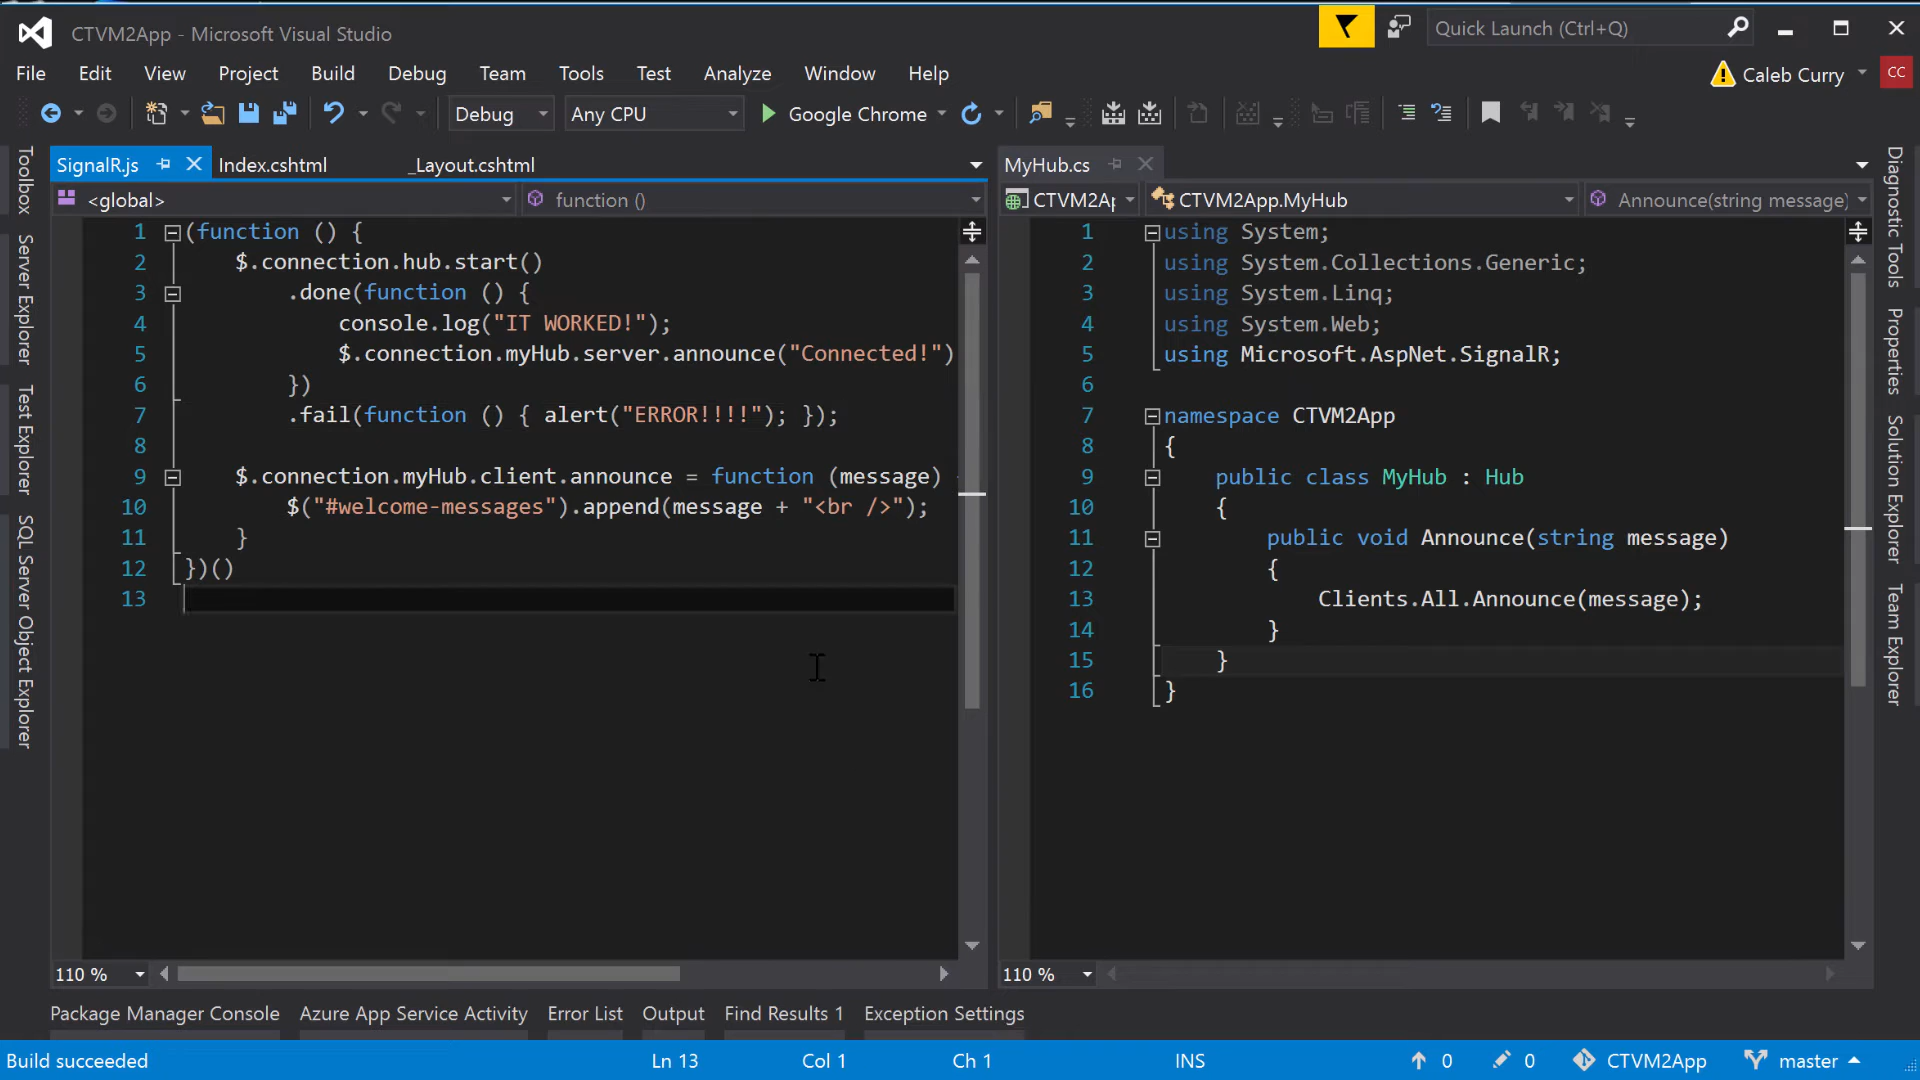 CTVM2App - Microsoft Visual Studio
Quick Launch (Ctrl+Q)
File Edit View Project Build Debug Team Tools Test Analyze Window Help
Caleb Curry
CC
Debug Any CPU Google Chrome
SignalR.js Index.cshtml _Layout.cshtml
<global> function ()
1 (function () {
2 $.connection.hub.start()
3 .done(function () {
4 console.log("IT WORKED!");
5 $.connection.myHub.server.announce("Connected!")
6 })
7 .fail(function () { alert("ERROR!!!!"); });
8
9 $.connection.myHub.client.announce = function (message)
10 $("#welcome-messages").append(message + "<br />");
11 }
12 })()
13
110 %
MyHub.cs
CTVM2Ap CTVM2App.MyHub Announce(string message)
1 using System;
2 using System.Collections.Generic;
3 using System.Linq;
4 using System.Web;
5 using Microsoft.AspNet.SignalR;
6
7 namespace CTVM2App
8 {
9 public class MyHub : Hub
10 {
11 public void Announce(string message)
12 {
13 Clients.All.Announce(message);
14 }
15 }
16 }
110 %
Toolbox
Server Explorer
Test Explorer
SQL Server Object Explorer
Diagnostic Tools
Properties
Solution Explorer
Team Explorer
Package Manager Console Azure App Service Activity Error List Output Find Results 1 Exception Settings
Build succeeded Ln 13 Col 1 Ch 1 INS 0 0 CTVM2App master